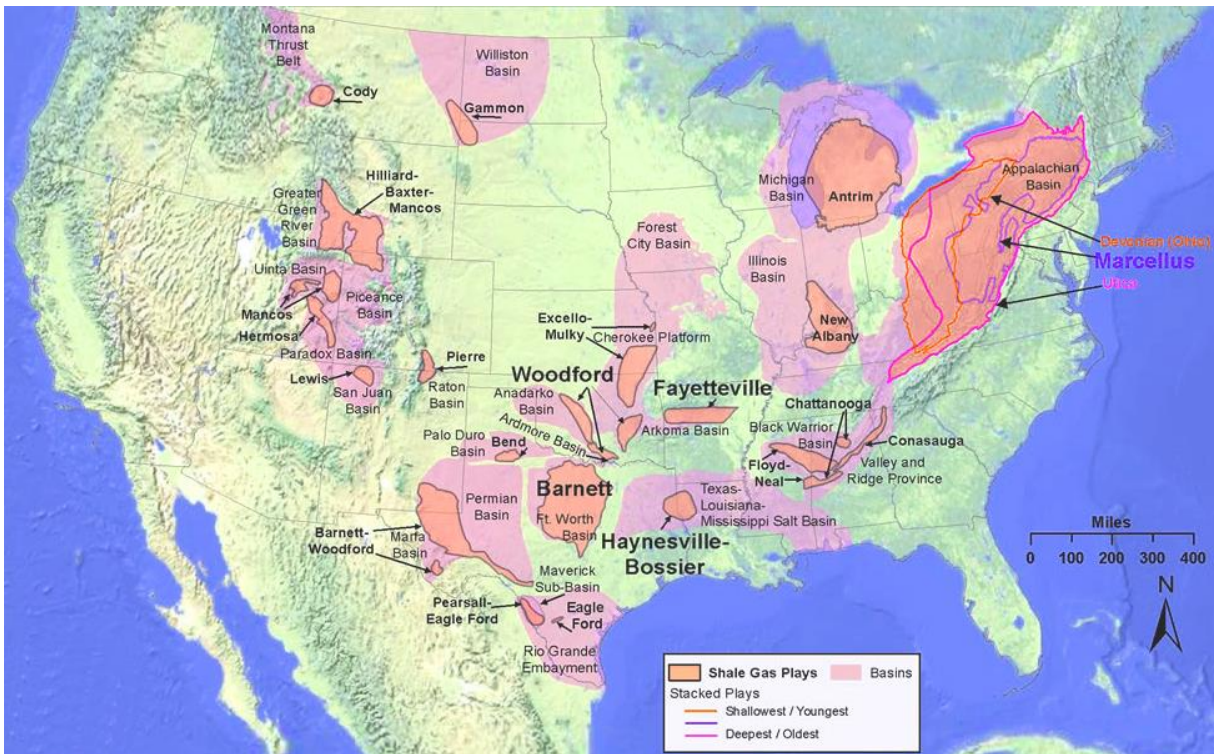 Montana
Thrust
Belt
Cody
Williston
Basin
Gammon
Hilliard-
Baxter-
Mancos
Greater
Green
River
Basin
Uinta Basin
Mancos
Piceance
Basin
Hermosa
Paradox Basin
Lewis
San Juan
Basin
Pierre
Raton
Basin
Michigan
Basin
Antrim
Forest
City Basin
Illinois
Basin
New
Albany
Excello-
Mulky
Cherokee Platform
Appalachian
Basin
Devonian (Ohio)
Marcellus
Utica
Woodford
Anadarko
Basin
Ardmore Basin
Fayetteville
Arkoma Basin
Palo Duro
Basin
Bend
Chattanooga
Black Warrior
Basin
Conasauga
Floyd-
Neal
Valley and
Ridge Province
Barnett
Ft. Worth
Basin
Permian
Basin
Barnett-
Woodford
Marfa
Basin
Texas-
Louisiana-
Mississippi Salt Basin
Haynesville-
Bossier
Maverick
Sub-Basin
Pearsall-
Eagle Ford
Eagle
Ford
Rio Grande
Embayment
Miles
0 100 200 300 400
N
Shale Gas Plays
Basins
Stacked Plays
Shallowest / Youngest
Deepest / Oldest